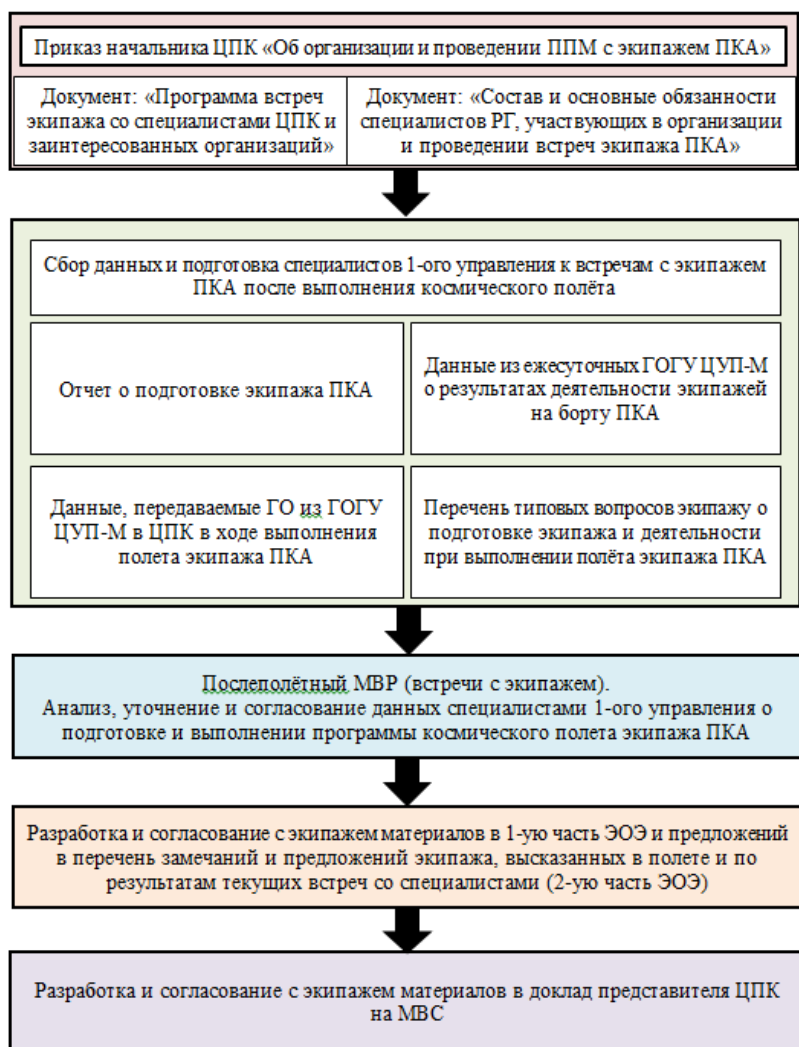 Приказ начальника ЦПК «Об организации и проведении ППМ с экипажем ПКА»
Документ: «Программа встреч
экипажа со специалистами ЦПК и
заинтересованных организаций»
Документ: «Состав и основные обязанности
специалистов РГ, участвующих в организации
и проведении встреч экипажа ПКА»
Сбор данных и подготовка специалистов 1-ого управления к встречам с экипажем
ПКА после выполнения космического полёта
Отчет о подготовке экипажа ПКА
Данные из ежесуточных ГОГУ ЦУП-М
о результатах деятельности экипажей
на борту ПКА
Данные, передаваемые ГО из ГОГУ
ЦУП-М в ЦПК в ходе выполнения
полета экипажа ПКА
Перечень типовых вопросов экипажу о
подготовке экипажа и деятельности
при выполнении полёта экипажа ПКА
Послеполётный МВР (встречи с экипажем).
Анализ, уточнение и согласование данных специалистами 1-ого управления о
подготовке и выполнении программы космического полета экипажа ПКА
Разработка и согласование с экипажем материалов в 1-ую часть ЭОЭ и предложений
в перечень замечаний и предложений экипажа, высказанных в полете и по
результатам текущих встреч со специалистами (2-ую часть ЭОЭ)
Разработка и согласование с экипажем материалов в доклад представителя ЦПК
на МВС